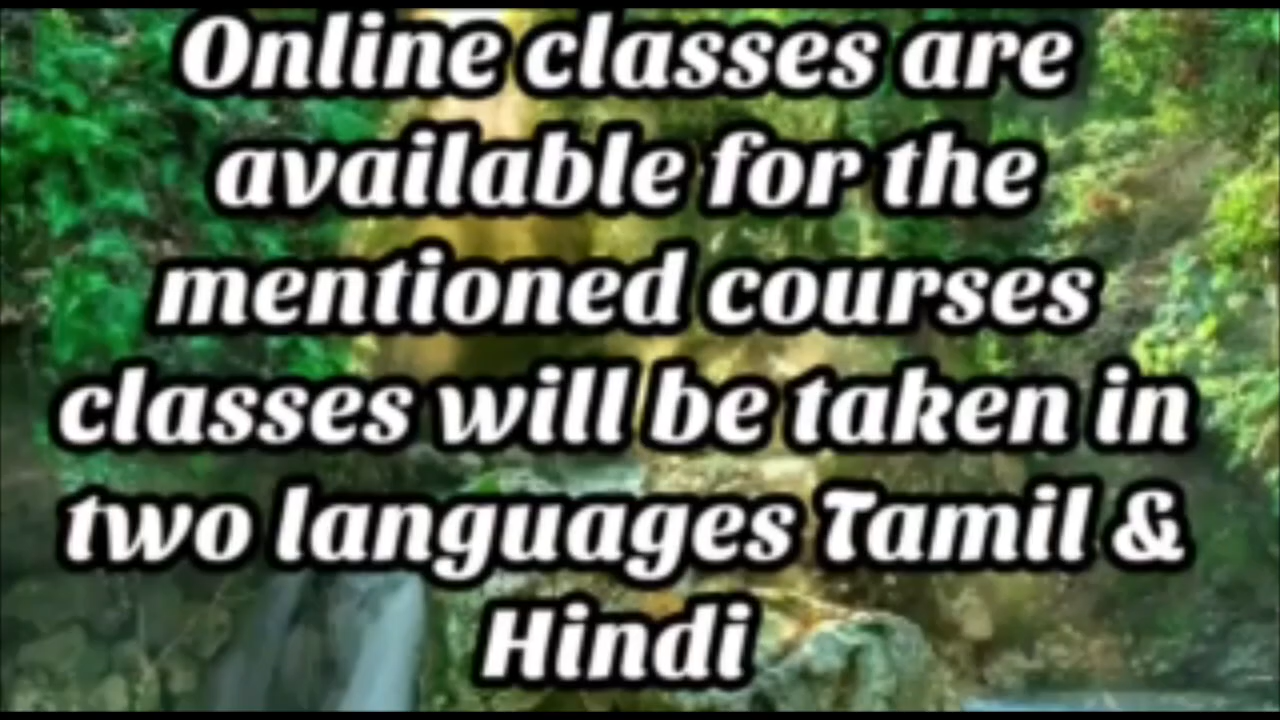 Online classes are
available for the
mentioned courses
classes will be taken in
two languages Tamil &
Hindi